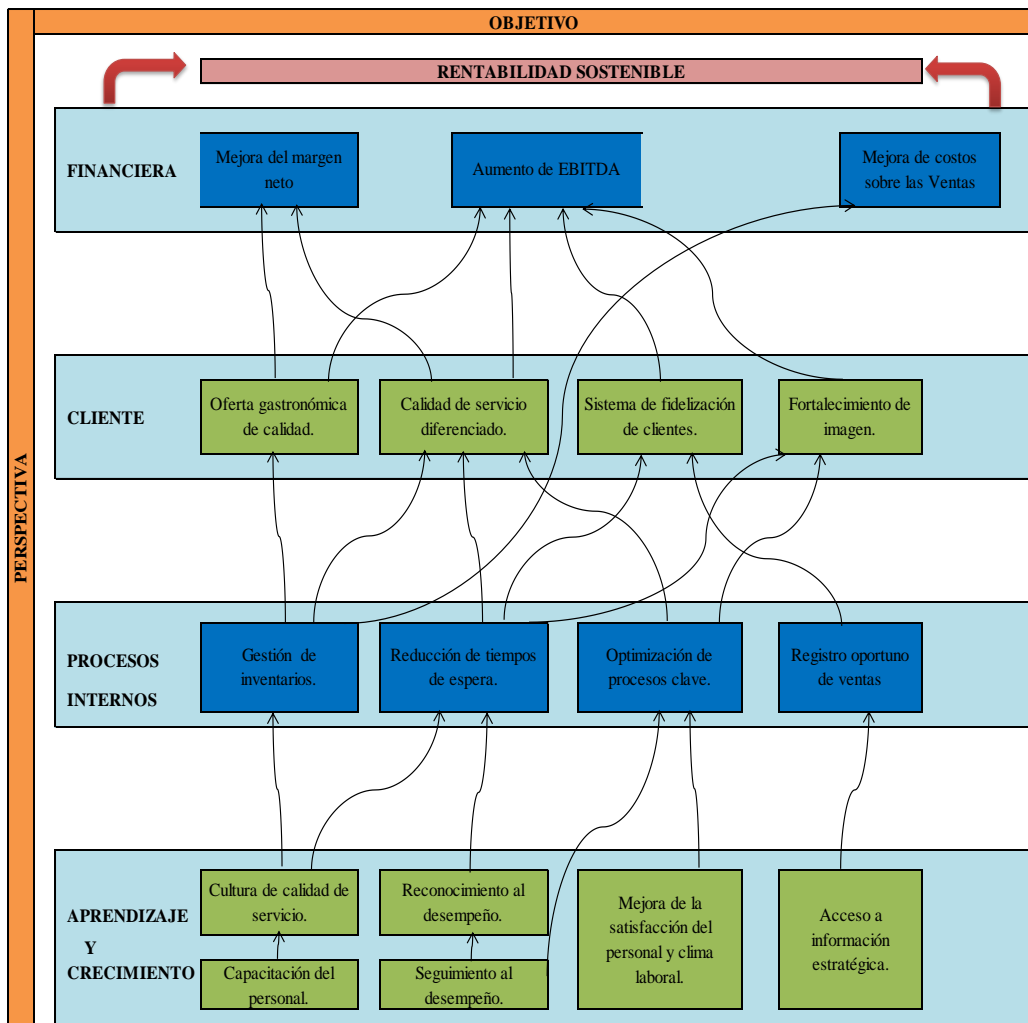 OBJETIVO
PERSPECTIVA
RENTABILIDAD SOSTENIBLE
FINANCIERA
Mejora del margen
neto
Aumento de EBITDA
Mejora de costos
sobre las Ventas
CLIENTE
Oferta gastronómica
de calidad.
Calidad de servicio
diferenciado.
Sistema de fidelización
de clientes.
Fortalecimiento de
imagen.
PROCESOS
INTERNOS
Gestión de
inventarios.
Reducción de tiempos
de espera.
Optimización de
procesos clave.
Registro oportuno
de ventas
APRENDIZAJE
Y
CRECIMIENTO
Cultura de calidad de
servicio.
Reconocimiento al
desempeño.
Mejora de la
satisfacción del
personal y clima
laboral.
Acceso a
información
estratégica.
Capacitación del
personal.
Seguimiento al
desempeño.